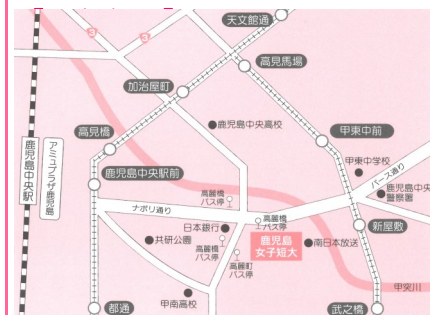 天文館通
3
3
高見馬場
加治屋町
鹿児島中央高校
高見橋
甲東中前
鹿児島中央駅
アミュプラザ鹿児島
甲東中学校
パース通り
鹿児島中央駅前
鹿児島中央
警察署
高麗橋
バス停
ナポリ通り
高麗橋
バス停
日本銀行
新屋敷
共研公園
高麗橋
バス停
鹿児島
女子短大
南日本放送
高麗町
バス停
甲突川
甲南高校
都通
武之橋